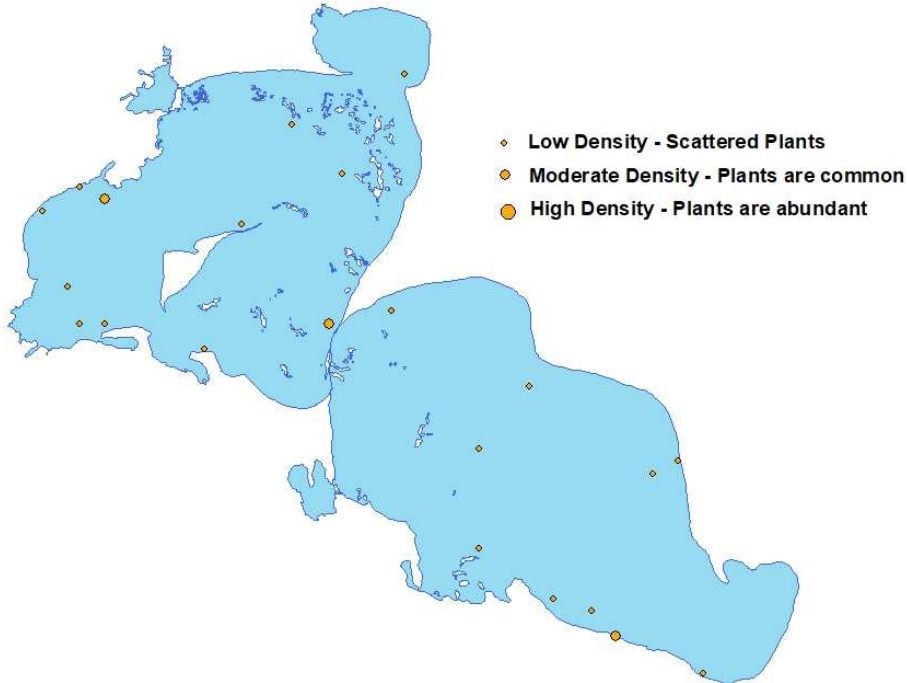 Low Density - Scattered Plants
Moderate Density - Plants are common
High Density - Plants are abundant